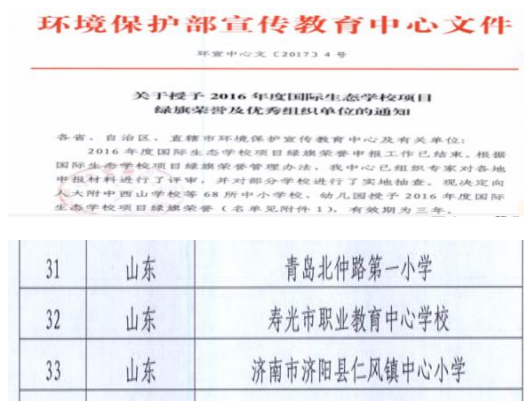 环境保护部宣传教育中心文件
环宣中心文〔2017〕4号
关于授予2016年度国际生态学校项目
绿旗荣誉及优秀组织单位的通知
各省、自治区、直辖市环境保护宣传教育中心及有关单位:
2016年度国际生态学校项目绿旗荣誉申报工作已结束,根据
国际生态学校项目绿旗荣誉管理办法,我中心已组织专家对各地
申报材料进行了评审,并对部分学校进行了实地抽查。现决定向
人大附中西山学校等68所中小学、幼儿园授予2016年度国际
生态学校项目绿旗荣誉(名单见附件1),有效期为三年。
31 山东 青岛北仲路第一小学
32 山东 寿光市职业教育中心学校
33 山东 济南市济阳县仁风镇中心小学